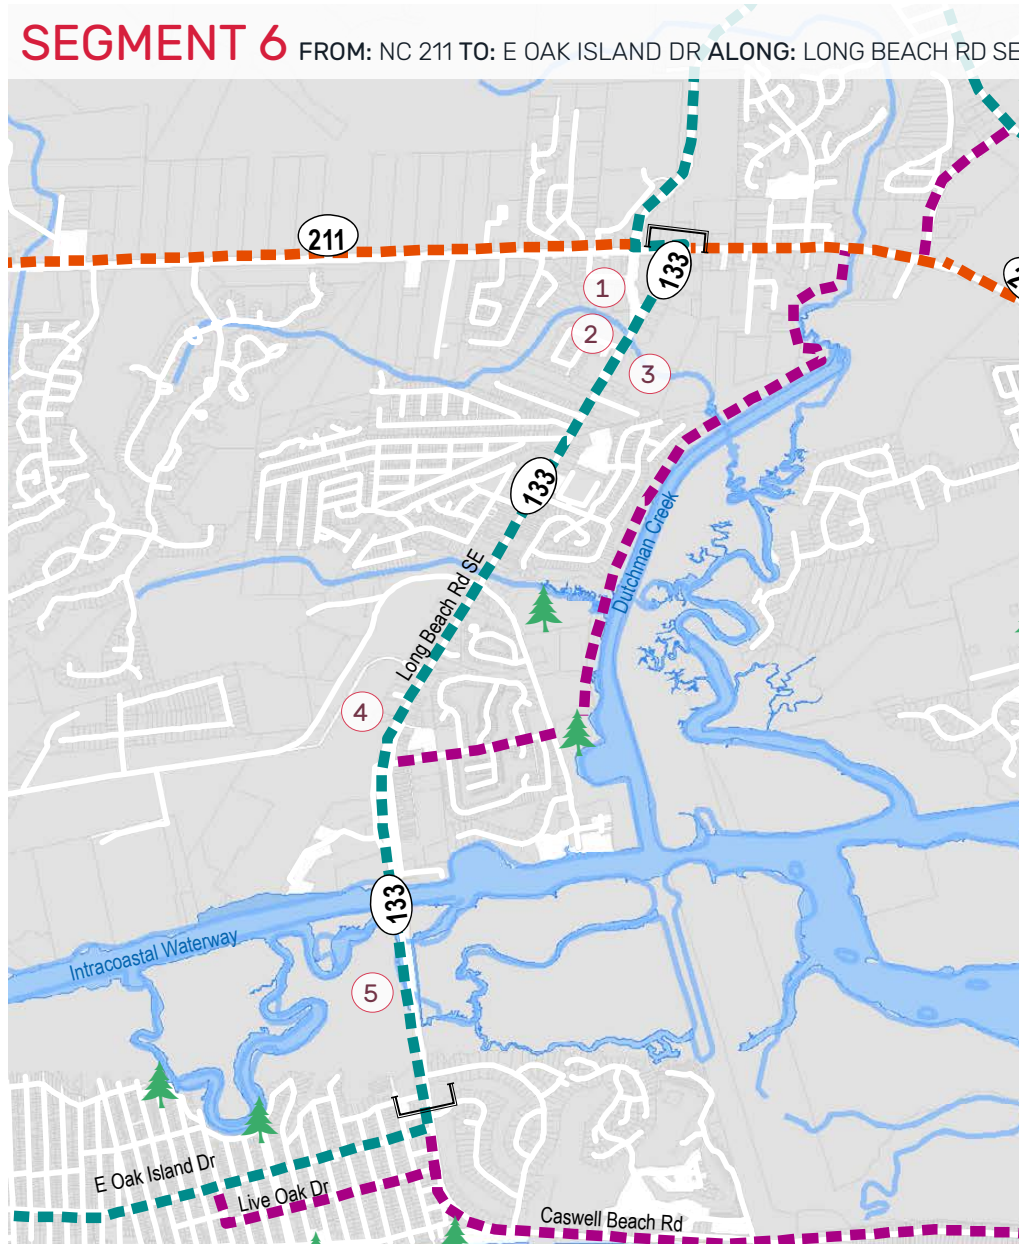 SEGMENT 6 FROM: NC 211 TO: E OAK ISLAND DR ALONG: LONG BEACH RD SE
211
133
1
2
3
133
Dutchman Creek
Long Beach Rd SE
4
133
Intracoastal Waterway
5
E Oak Island Dr
Live Oak Dr
Caswell Beach Rd